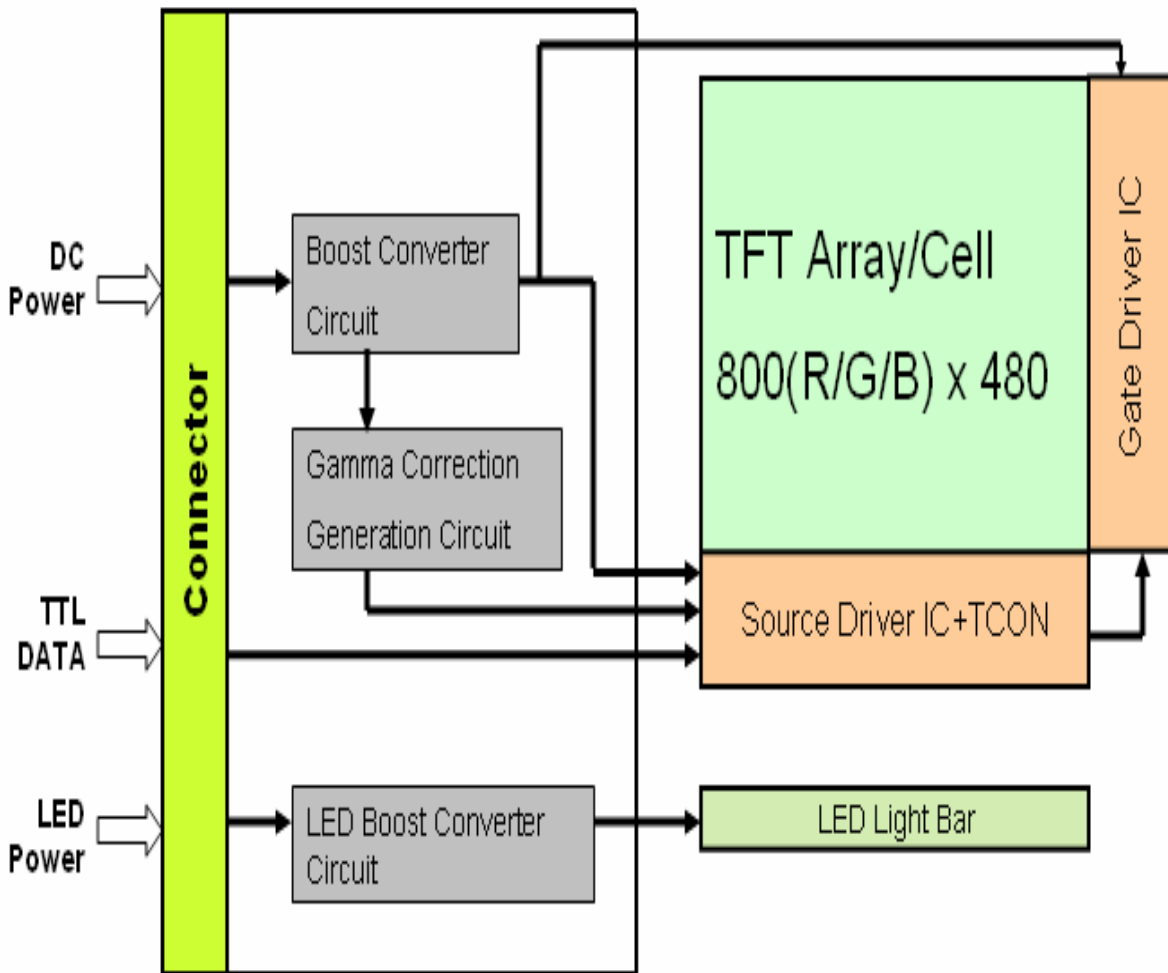 DC
Power
TTL
DATA
LED
Power
Connector
Boost Converter
Circuit
Gamma Correction
Generation Circuit
LED Boost Converter
Circuit
TFT Array/Cell
800(R/G/B) x 480
Gate Driver IC
Source Driver IC+TCON
LED Light Bar